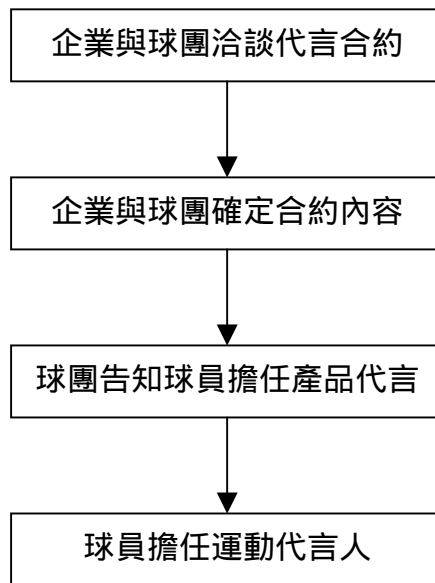 企業與球團洽談代言合約
企業與球團確定合約內容
球團告知球員擔任產品代言
球員擔任運動代言人